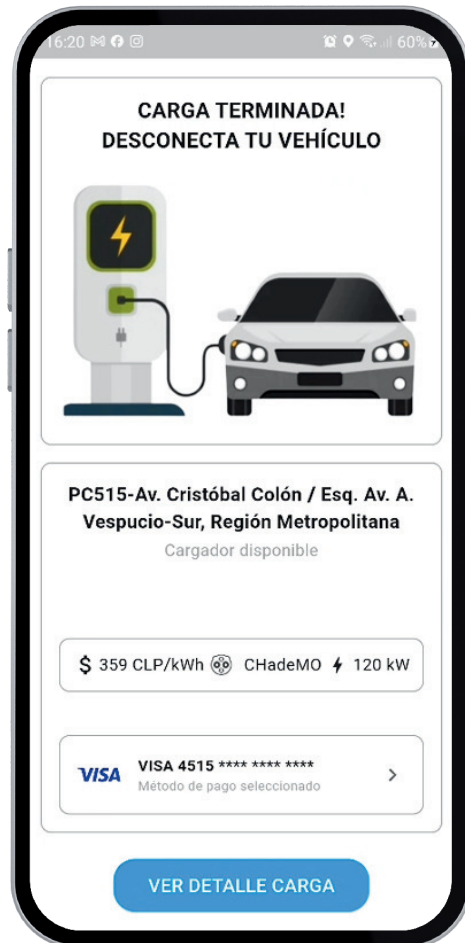 16:20 60%
CARGA TERMINADA!
DESCONECTA TU VEHÍCULO
PC515-Av. Cristóbal Colón / Esq. Av. A.
Vespucio-Sur, Región Metropolitana
Cargador disponible
$ 359 CLP/kWh CHadeMO 120 kW
VISA VISA 4515 **** **** ****
Método de pago seleccionado
VER DETALLE CARGA